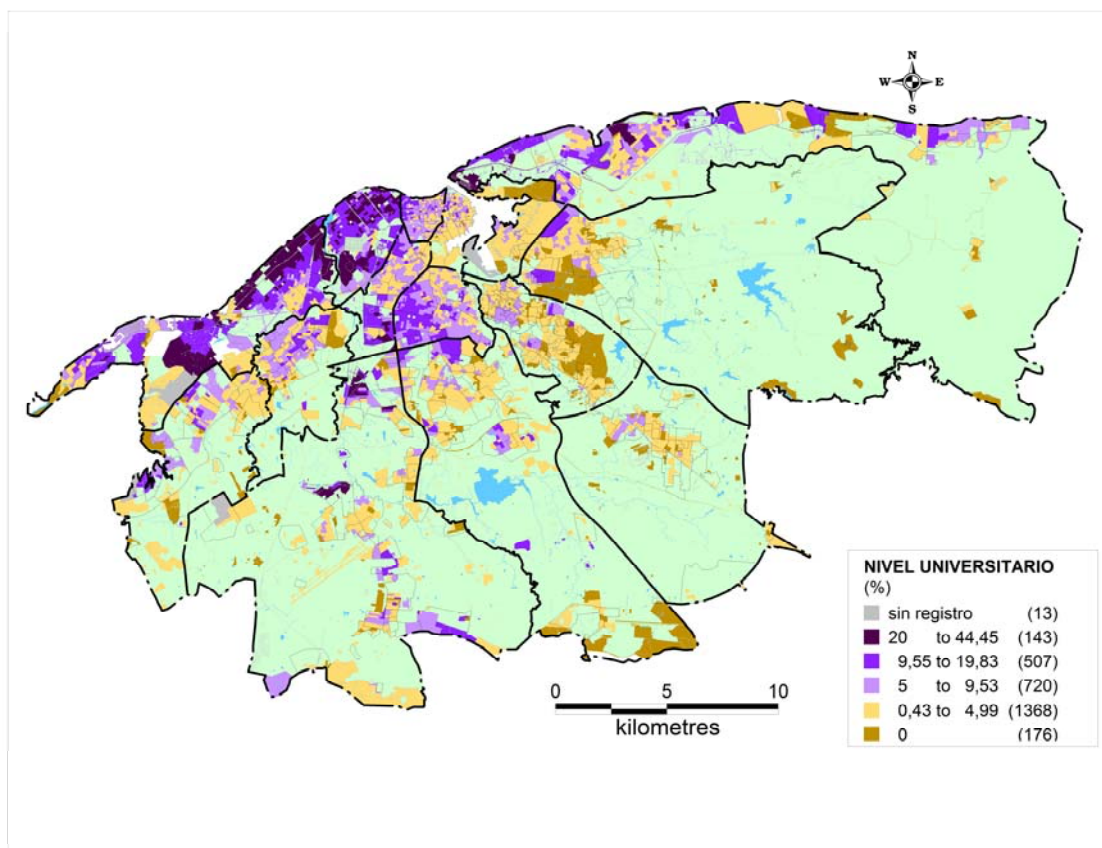 N
W E
S
NIVEL UNIVERSITARIO
(%)
sin registro (13)
20 to 44,45 (143)
9,55 to 19,83 (507)
5 to 9,53 (720)
0,43 to 4,99 (1368)
0 (176)
0 5 10
kilometres